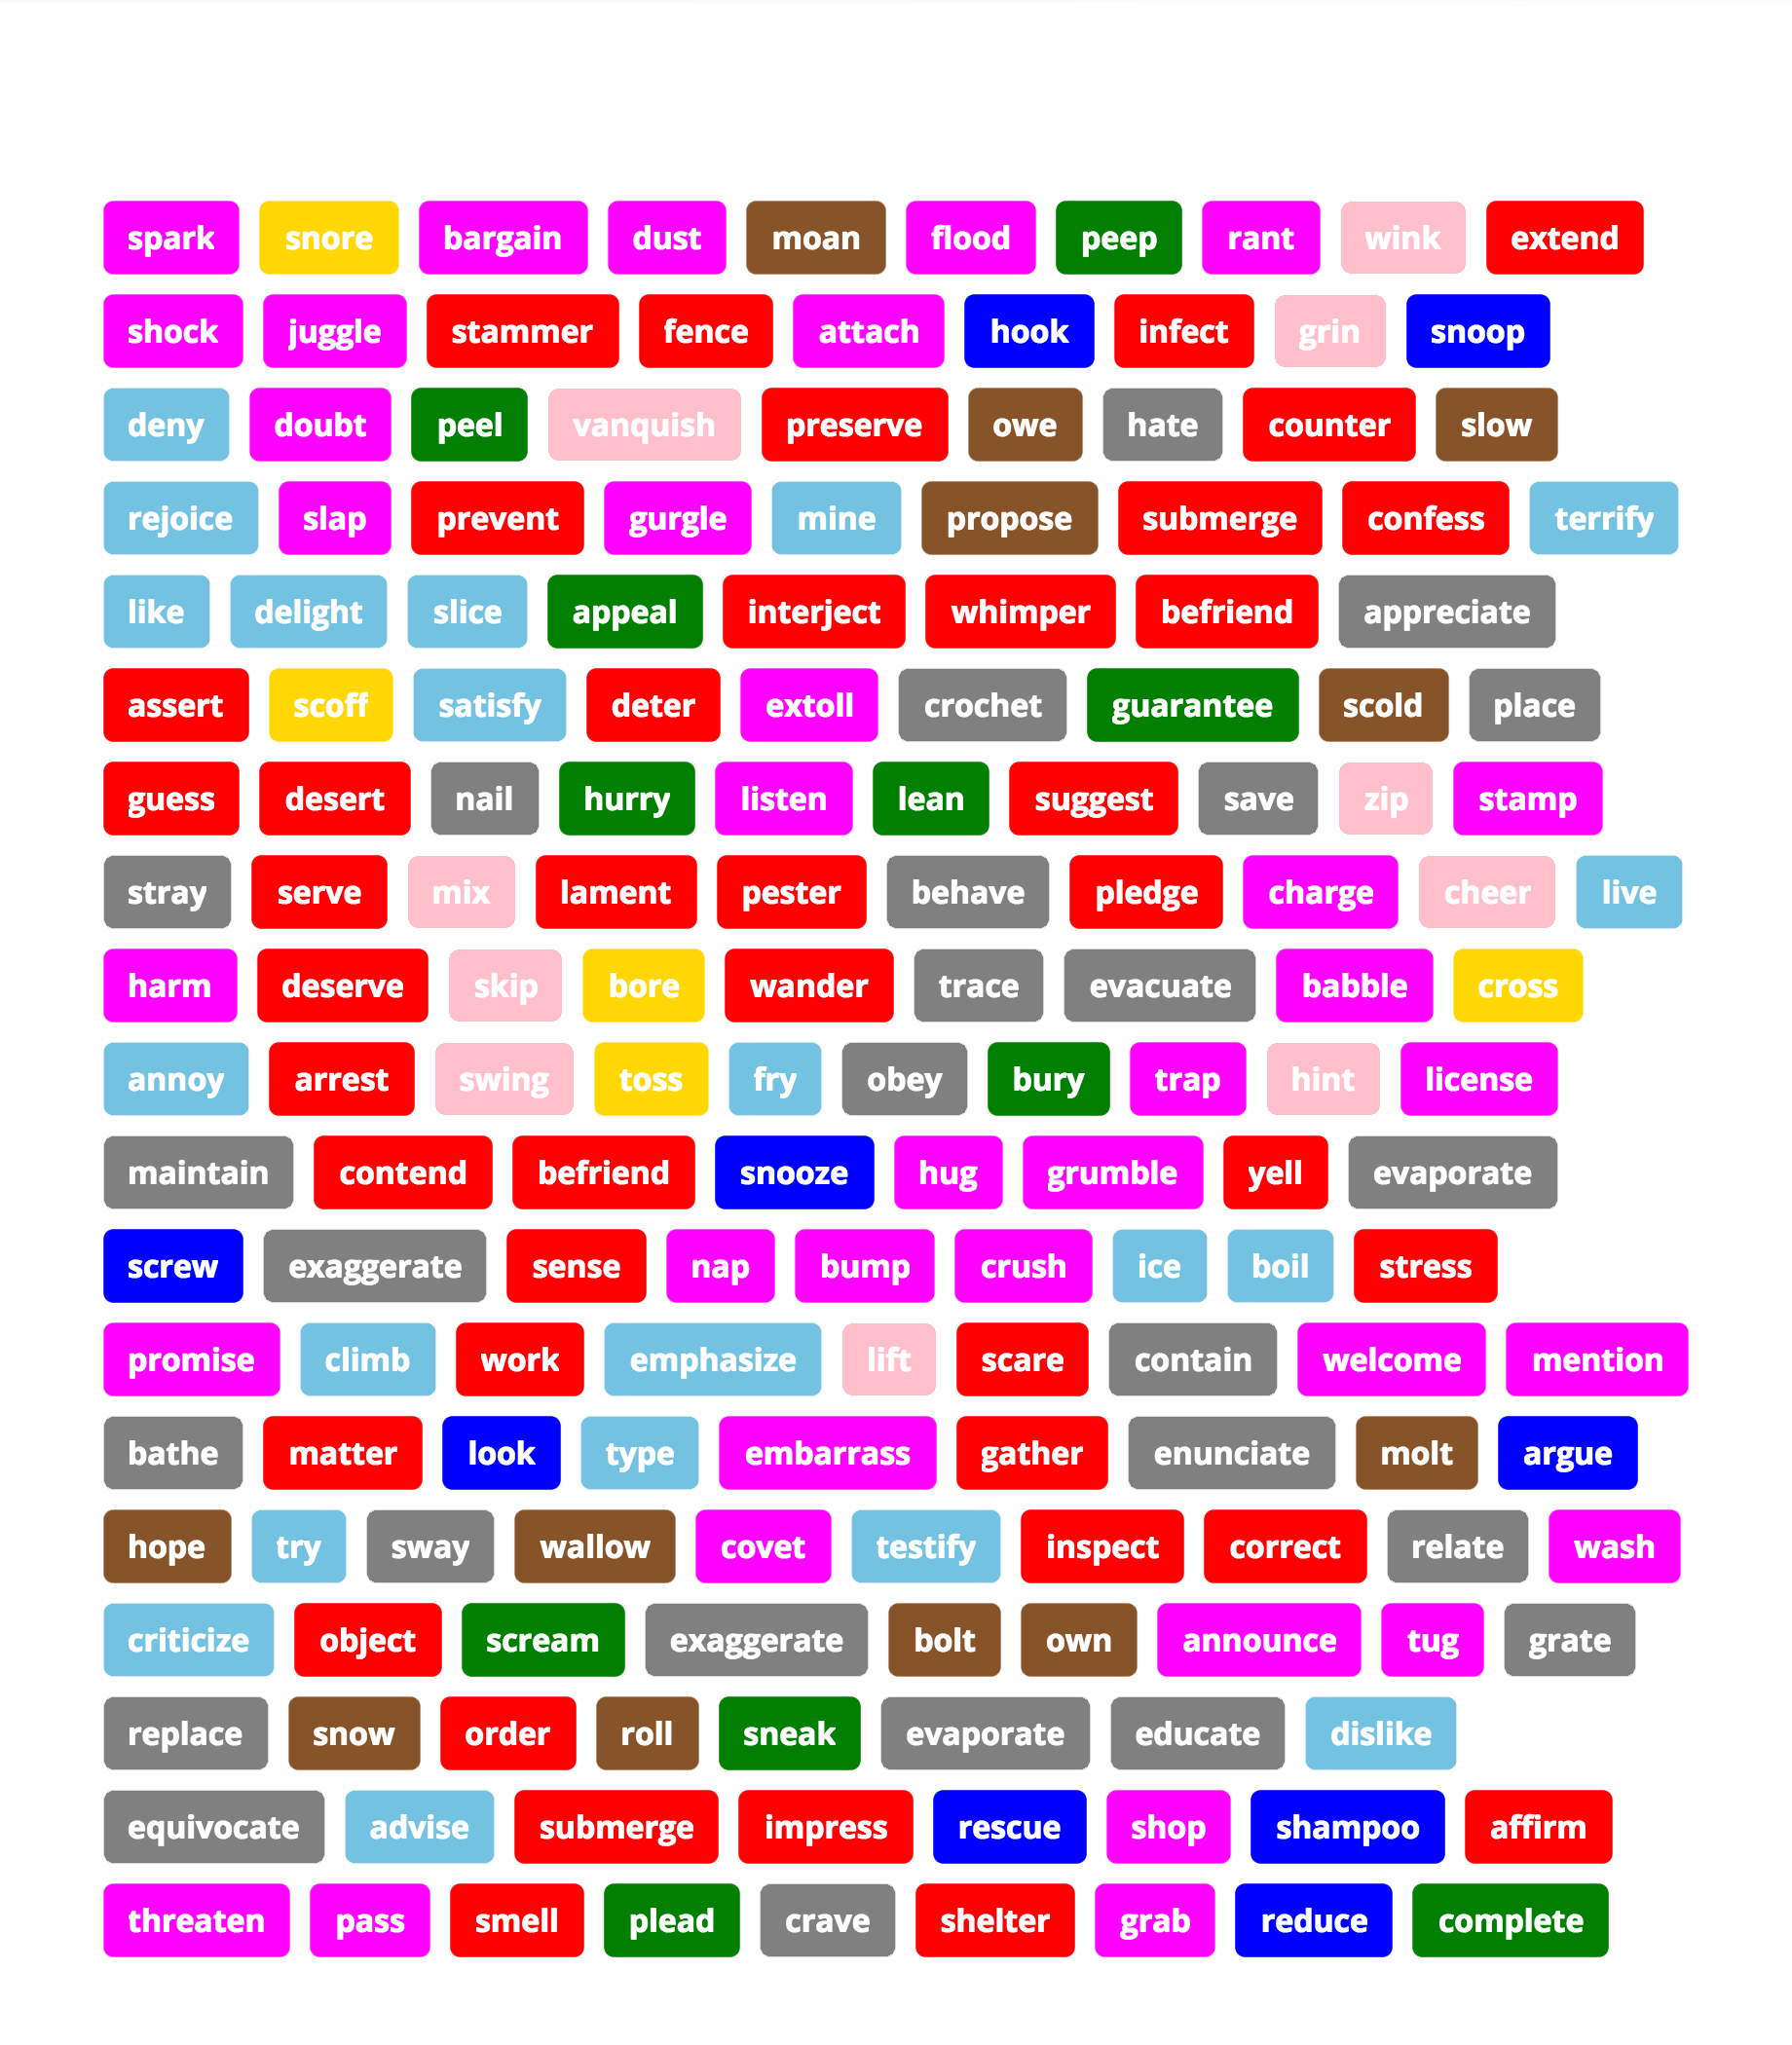 spark snore bargain dust moan flood peep rant wink extend
shock juggle stammer fence attach hook infect grin snoop
deny doubt peel vanquish preserve owe hate counter slow
rejoice slap prevent gurgle mine propose submerge confess terrify
like delight slice appeal interject whimper befriend appreciate
assert scoff satisfy deter extoll crochet guarantee scold place
guess desert nail hurry listen lean suggest save zip stamp
stray serve mix lament pester behave pledge charge cheer live
harm deserve skip bore wander trace evacuate babble cross
annoy arrest swing toss fry obey bury trap hint license
maintain contend befriend snooze hug grumble yell evaporate
screw exaggerate sense nap bump crush ice boil stress
promise climb work emphasize lift scare contain welcome mention
bathe matter look type embarrass gather enunciate molt argue
hope try sway wallow covet testify inspect correct relate wash
criticize object scream exaggerate bolt own announce tug grate
replace snow order roll sneak evaporate educate dislike
equivocate advise submerge impress rescue shop shampoo affirm
threaten pass smell plead crave shelter grab reduce complete